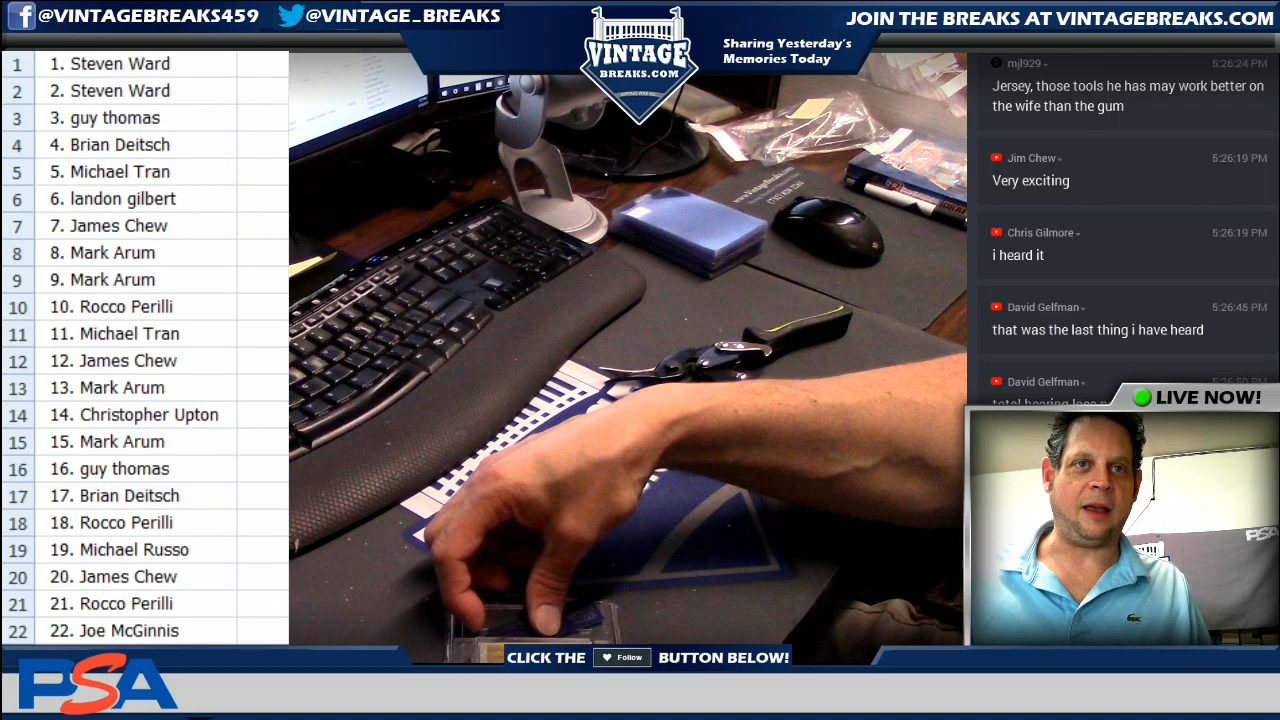 @VINTAGEBREAKS459
@VINTAGE_BREAKS
VINTAGE
BREAKS.COM
Sharing Yesterday's
Memories Today
JOIN THE BREAKS AT VINTAGEBREAKS.COM
1 1. Steven Ward
2 2. Steven Ward
3 3. guy thomas
4 4. Brian Deitsch
5 5. Michael Tran
6 6. landon gilbert
7 7. James Chew
8 8. Mark Arum
9 9. Mark Arum
10 10. Rocco Perilli
11 11. Michael Tran
12 12. James Chew
13 13. Mark Arum
14 14. Christopher Upton
15 15. Mark Arum
16 16. guy thomas
17 17. Brian Deitsch
18 18. Rocco Perilli
19 19. Michael Russo
20 20. James Chew
21 21. Rocco Perilli
22 22. Joe McGinnis
mjl929 5:26:24 PM
Jersey, those tools he has may work better on
the wife than the gum
Jim Chew 5:26:19 PM
Very exciting
Chris Gilmore 5:26:19 PM
i heard it
David Gelfman 5:26:45 PM
that was the last thing i have heard
David Gelfman
LIVE NOW!
PSA
CLICK THE Follow BUTTON BELOW!
PSA